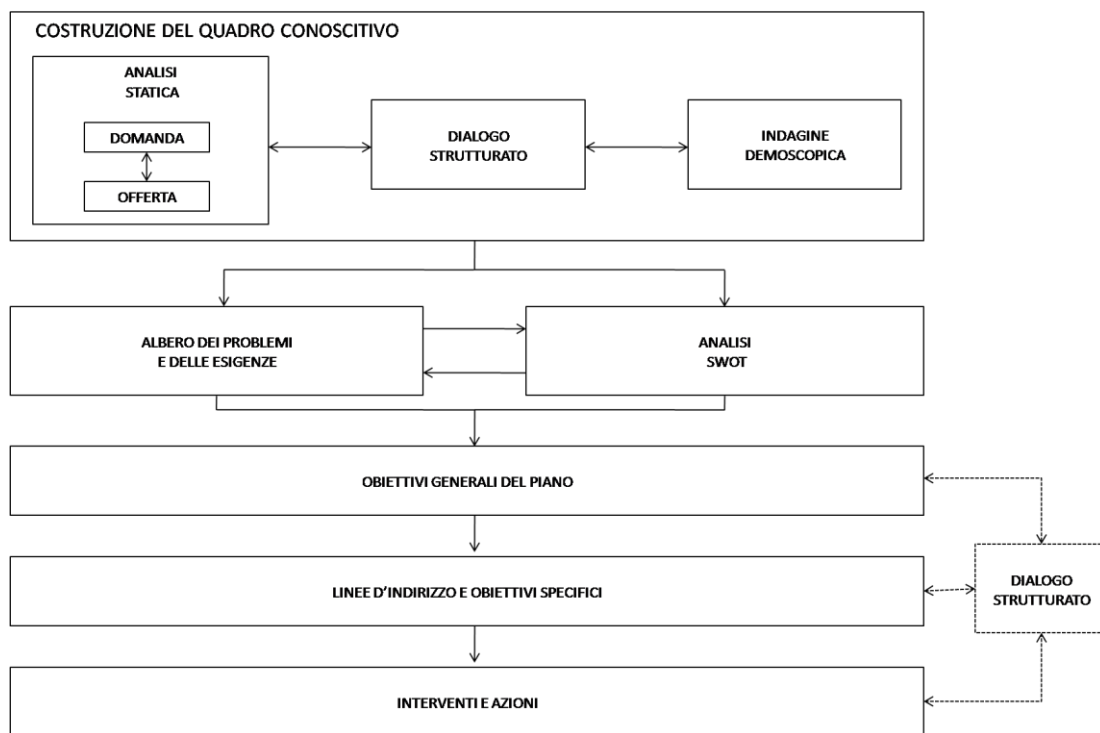 COSTRUZIONE DEL QUADRO CONOSCITIVO
ANALISI
STATICA
DOMANDA
OFFERTA
DIALOGO
STRUTTURATO
INDAGINE
DEMOSCOPICA
ALBERO DEI PROBLEMI
E DELLE ESIGENZE
ANALISI
SWOT
OBIETTIVI GENERALI DEL PIANO
LINEE D’INDIRIZZO E OBIETTIVI SPECIFICI
DIALOGO
STRUTTURATO
INTERVENTI E AZIONI